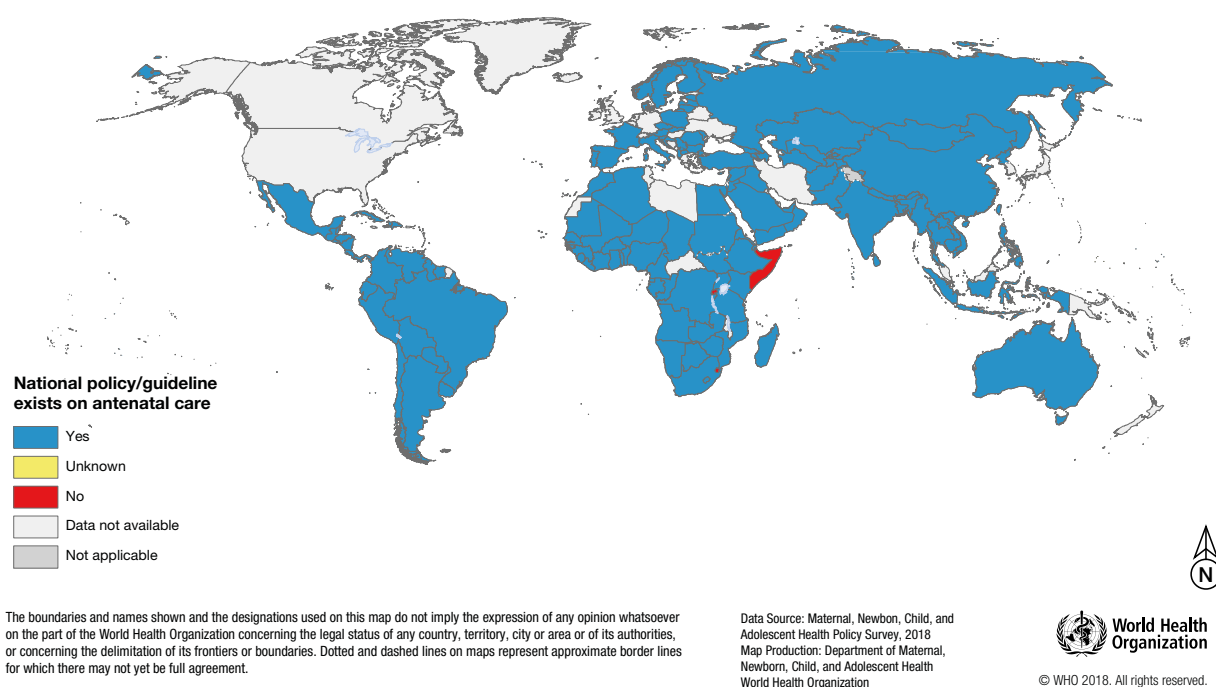 National policy/guideline
exists on antenatal care
Yes
Unknown
No
Data not available
Not applicable
N
The boundaries and names shown and the designations used on this map do not imply the expression of any opinion whatsoever
on the part of the World Health Organization concerning the legal status of any country, territory, city or area or of its authorities,
or concerning the delimitation of its frontiers or boundaries. Dotted and dashed lines on maps represent approximate border lines
for which there may not yet be full agreement.
Data Source: Maternal, Newbon, Child, and
Adolescent Health Policy Survey, 2018
Map Production: Department of Maternal,
Newborn, Child, and Adolescent Health
World Health Organization
World Health
Organization
© WHO 2018. All rights reserved.